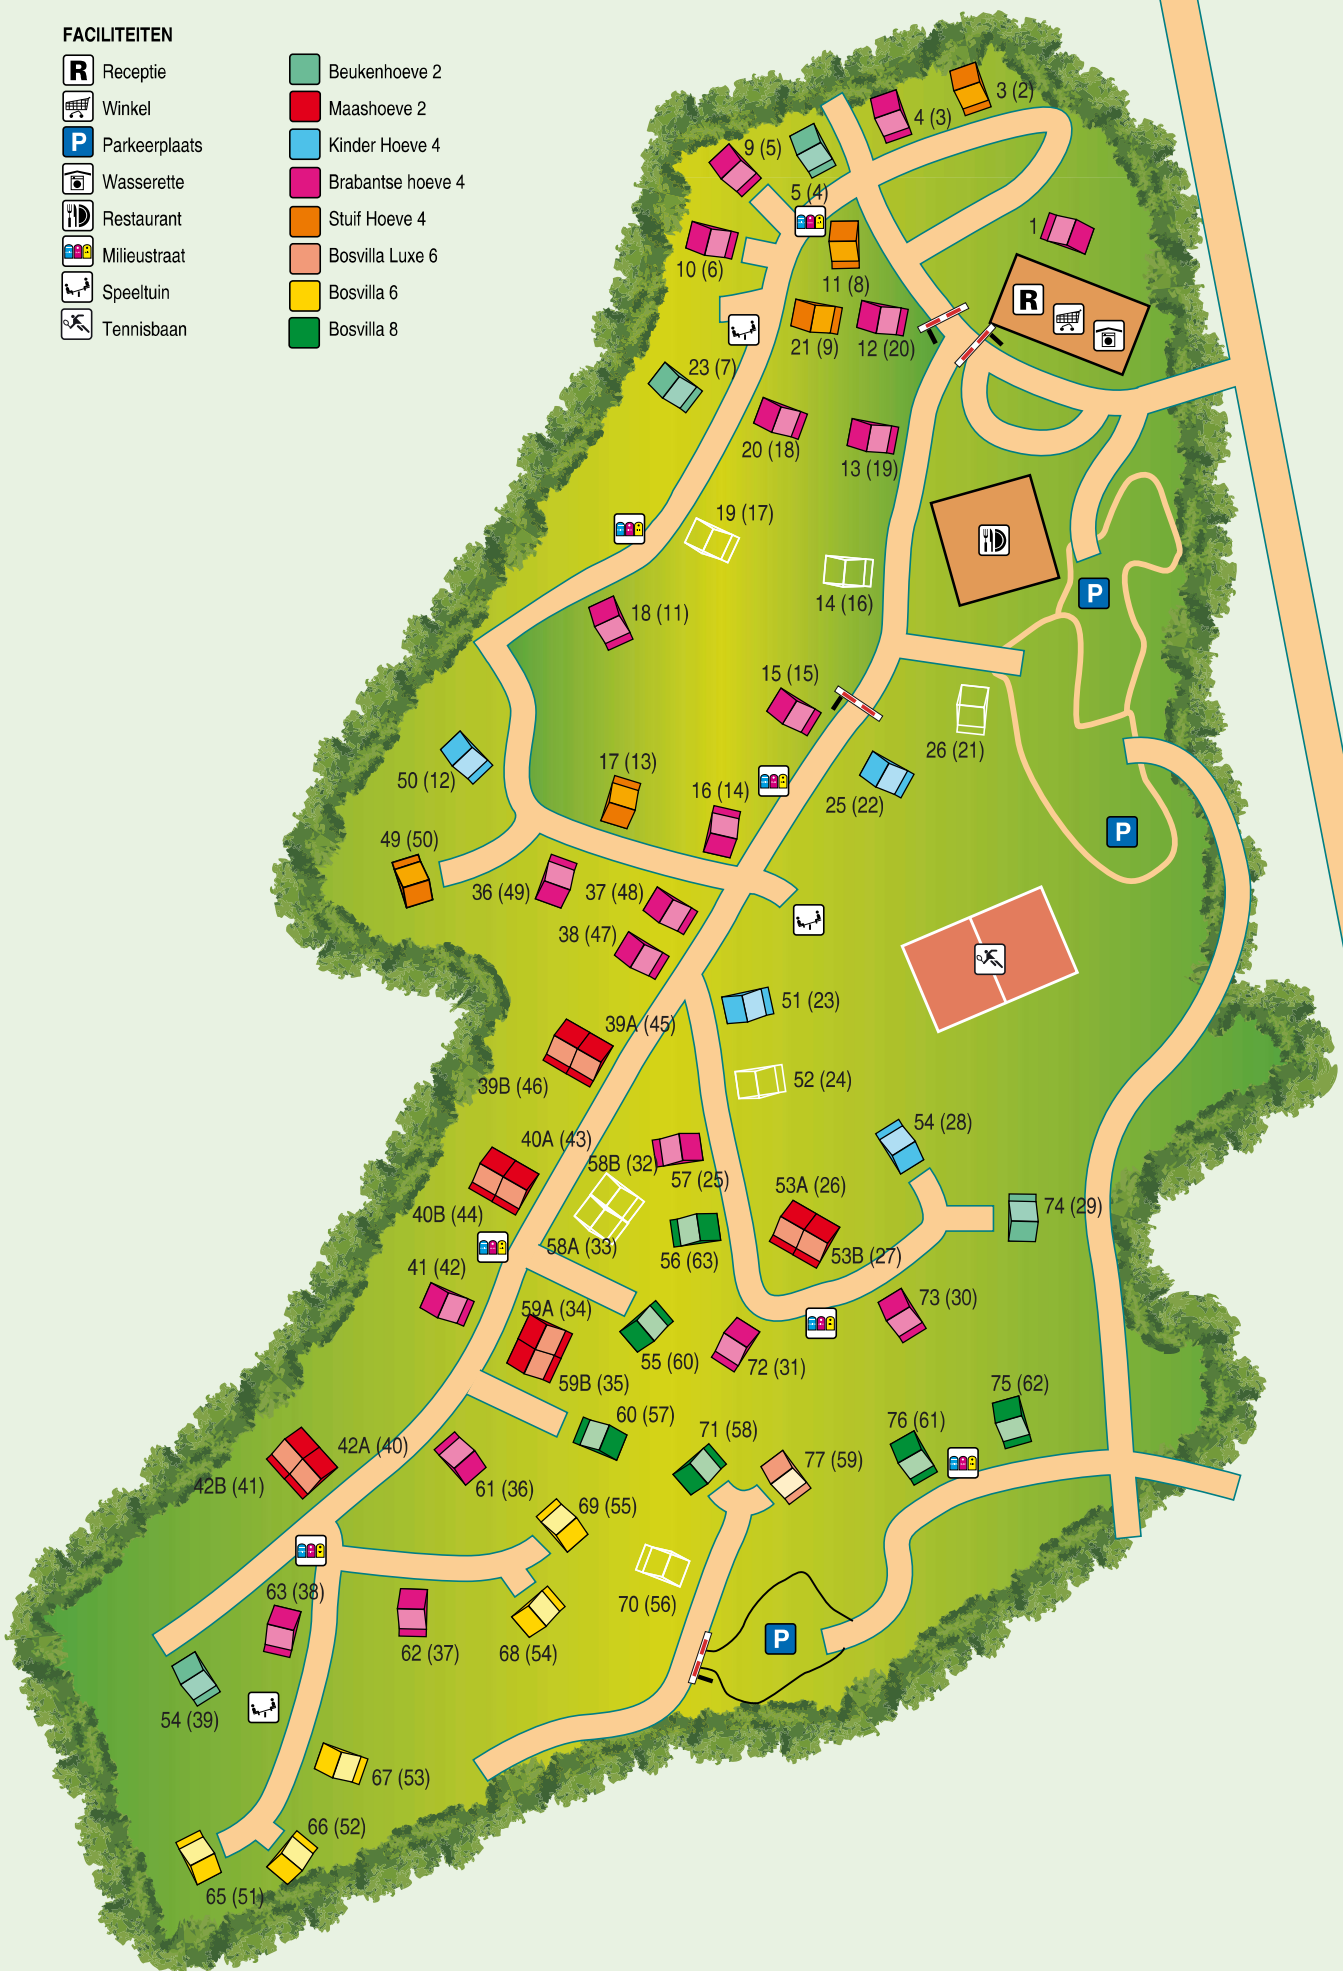 FACILITEITEN
R Receptie
Winkel
P Parkeerplaats
Wasserette
Restaurant
Milieustraat
Speeltuin
Tennisbaan
Beukenhoeve 2
Maashoeve 2
Kinder Hoeve 4
Brabantse hoeve 4
Stuif Hoeve 4
Bosvilla Luxe 6
Bosvilla 6
Bosvilla 8
3 (2)
4 (3)
9 (5)
5 (4)
1
10 (6)
11 (8)
R
21 (9)
12 (20)
23 (7)
20 (18)
13 (19)
19 (17)
14 (16)
P
18 (11)
15 (15)
26 (21)
50 (12)
17 (13)
16 (14)
25 (22)
P
49 (50)
36 (49)
37 (48)
38 (47)
51 (23)
39A (45)
39B (46)
52 (24)
54 (28)
40A (43)
58B (32)
57 (25)
53A (26)
74 (29)
40B (44)
58A (33)
56 (63)
53B (27)
41 (42)
73 (30)
59A (34)
55 (60)
72 (31)
59B (35)
75 (62)
60 (57)
76 (61)
71 (58)
42A (40)
77 (59)
42B (41)
61 (36)
69 (55)
63 (38)
70 (56)
62 (37)
68 (54)
P
54 (39)
67 (53)
66 (52)
65 (51)